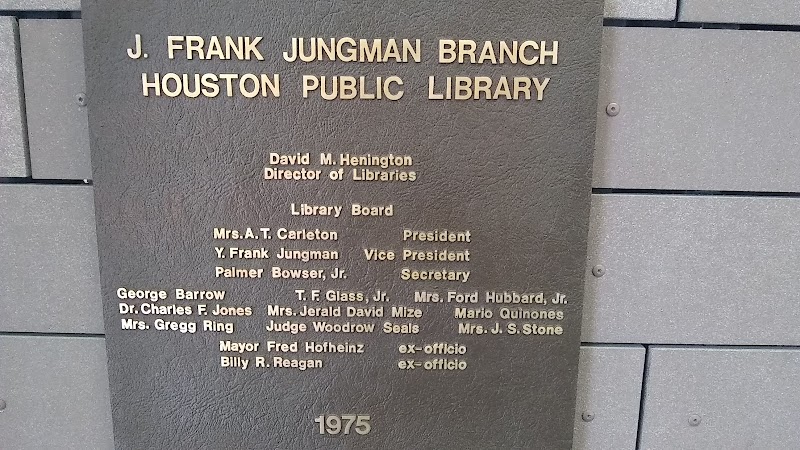 J. FRANK JUNGMAN BRANCH
HOUSTON PUBLIC LIBRARY
David M. Henington
Director of Libraries
Library Board
Mrs. A. T. Carleton President
Y. Frank Jungman Vice President
Palmer Bowser, Jr. Secretary
George Barrow T. F. Glass, Jr. Mrs. Ford Hubbard, Jr.
Dr. Charles F. Jones Mrs. Jerald David Mize Mario Quinones
Mrs. Gregg Ring Judge Woodrow Seals Mrs. J. S. Stone
Mayor Fred Hofheinz ex-officio
Billy R. Reagan ex-officio
1975